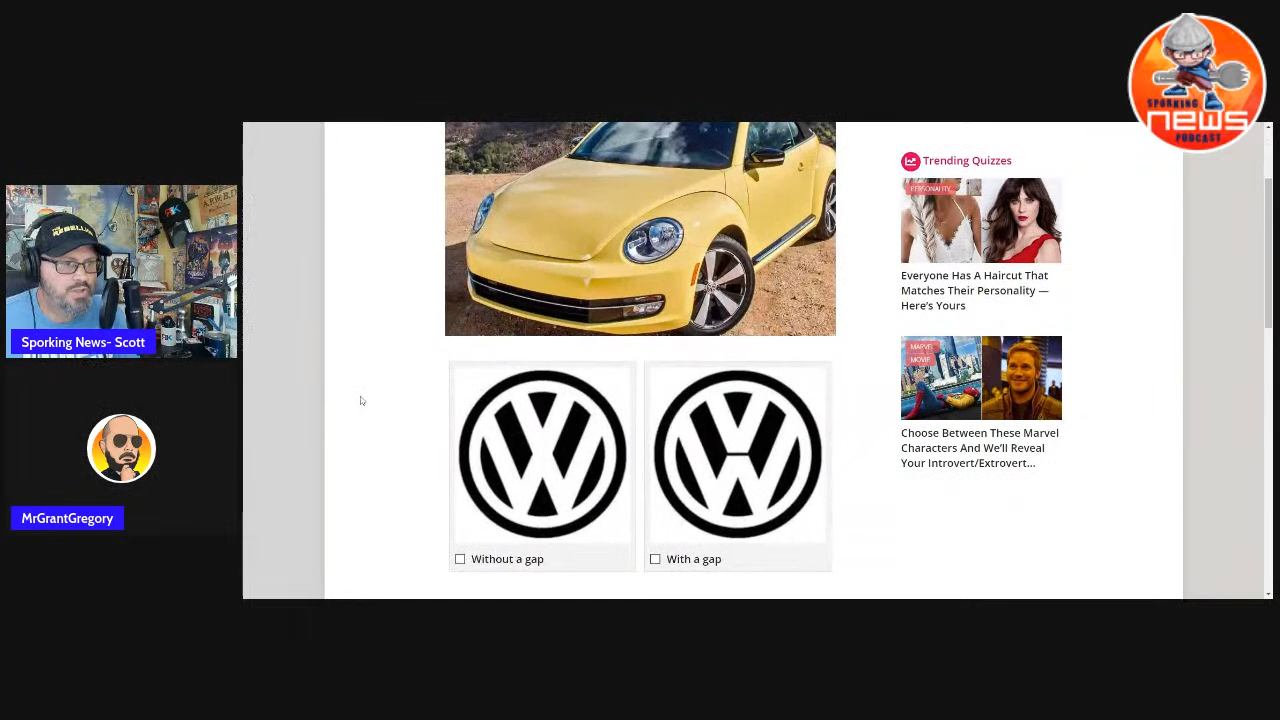 SPORKING
news
PODCAST
Trending Quizzes
PERSONALITY
Everyone Has A Haircut That
Matches Their Personality —
Here's Yours
MARVEL
MOVIE
Choose Between These Marvel
Characters And We'll Reveal
Your Introvert/Extrovert...
Without a gap
With a gap
Sporking News- Scott
MrGrantGregory